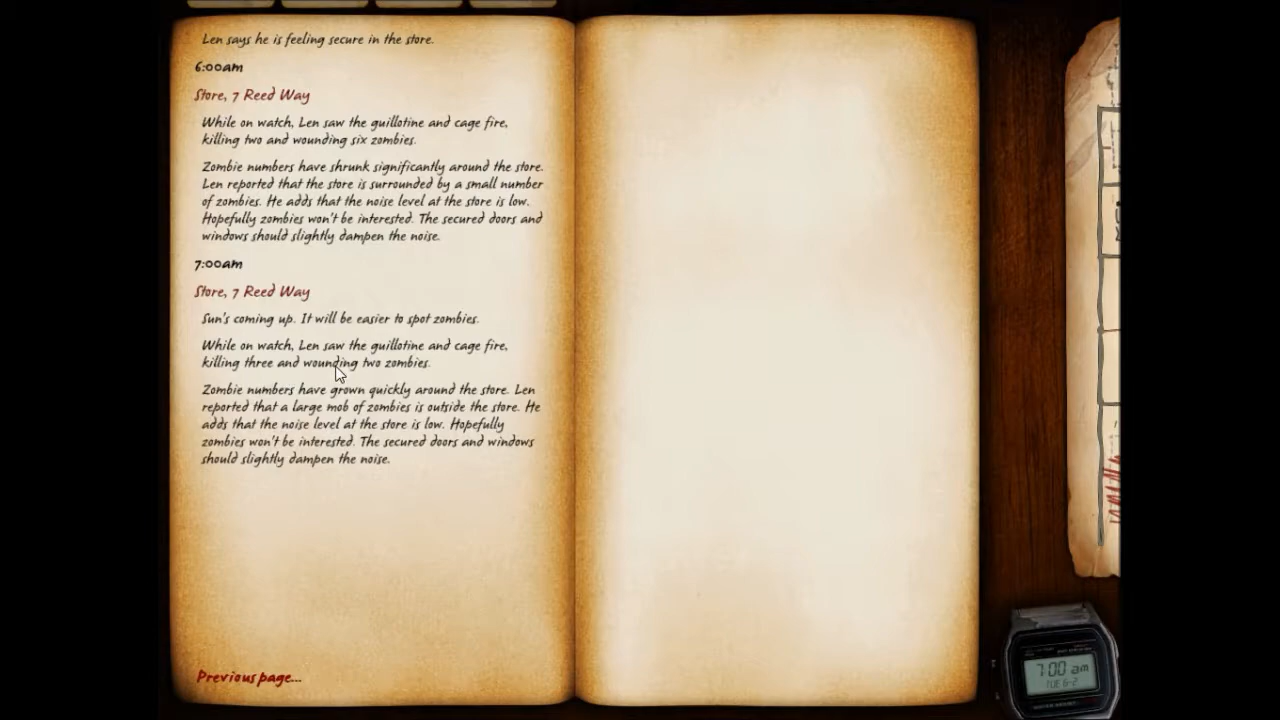 Len says he is feeling secure in the store.
6:00am
Store, 7 Reed Way
While on watch, Len saw the guillotine and cage fire,
killing two and wounding six zombies.
Zombie numbers have shrunk significantly around the store.
Len reported that the store is surrounded by a small number
of zombies. He adds that the noise level at the store is low.
Hopefully zombies won't be interested. The secured doors and
windows should slightly dampen the noise.
7:00am
Store, 7 Reed Way
Sun's coming up. It will be easier to spot zombies.
While on watch, Len saw the guillotine and cage fire,
killing three and wounding two zombies.
Zombie numbers have grown quickly around the store. Len
reported that a large mob of zombies is outside the store. He
adds that the noise level at the store is low. Hopefully
zombies won't be interested. The secured doors and windows
should slightly dampen the noise.
Previous page...
7:00 am
TUE 6-2
WATER RESIST